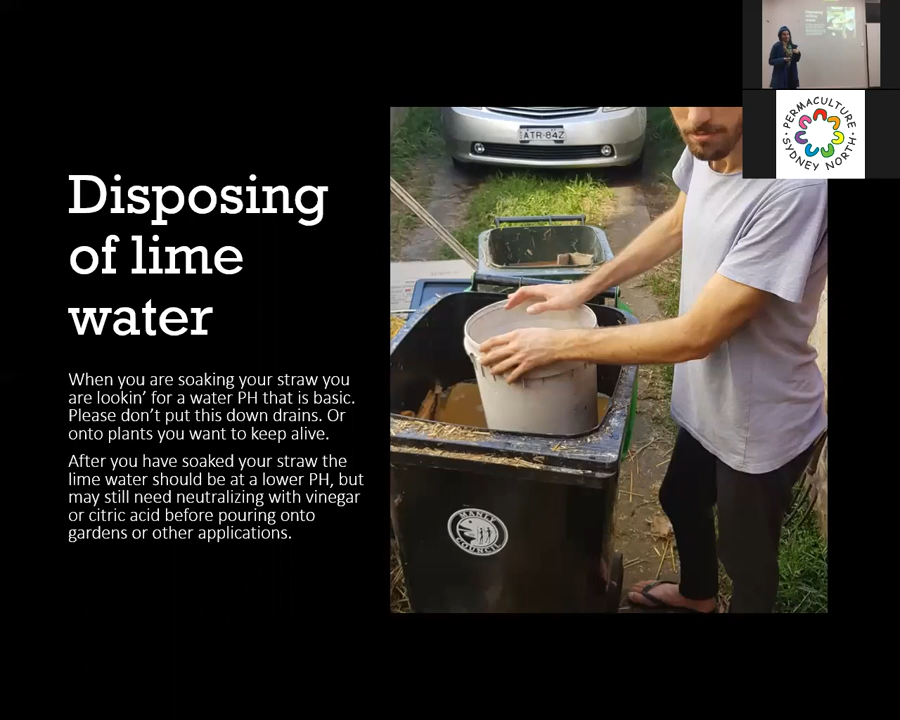 Disposing
of lime
water
When you are soaking your straw you
are lookin’ for a water PH that is basic.
Please don’t put this down drains. Or
onto plants you want to keep alive.
After you have soaked your straw the
lime water should be at a lower PH, but
may still need neutralizing with vinegar
or citric acid before pouring onto
gardens or other applications.
ATR·84Z
MANLY
COUNCIL
PERMACULTURE
SYDNEY NORTH